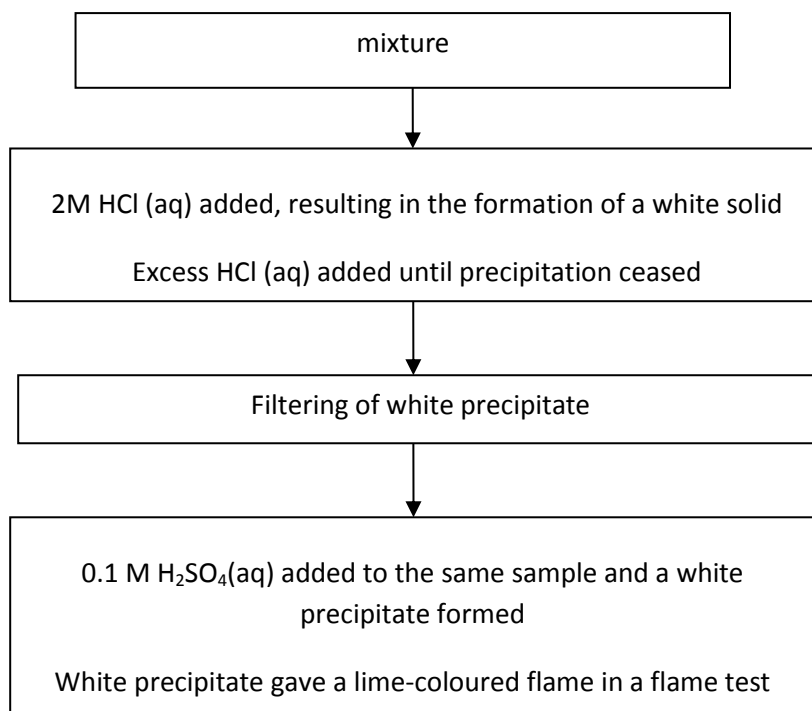 mixture
2M HCl (aq) added, resulting in the formation of a white solid
Excess HCl (aq) added until precipitation ceased
Filtering of white precipitate
0.1 M H₂SO₄(aq) added to the same sample and a white
precipitate formed
White precipitate gave a lime-coloured flame in a flame test